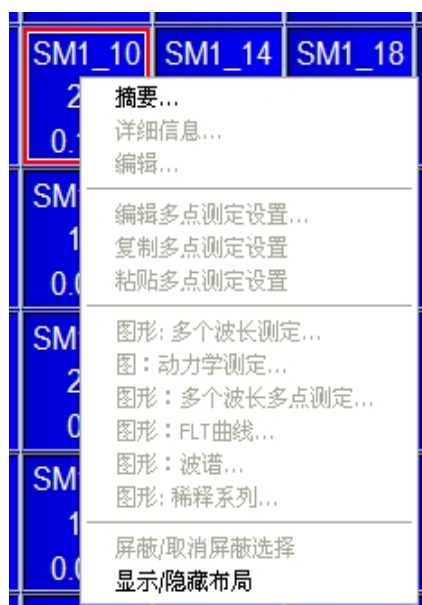 SM1_10 SM1_14 SM1_18
摘要...
详细信息...
编辑...
编辑多点测定设置...
复制多点测定设置
粘贴多点测定设置
图形: 多个波长测定...
图：动力学测定...
图形：多个波长多点测定...
图形：FLT曲线...
图形：波谱...
图形: 稀释系列...
屏蔽/取消屏蔽选择
显示/隐藏布局